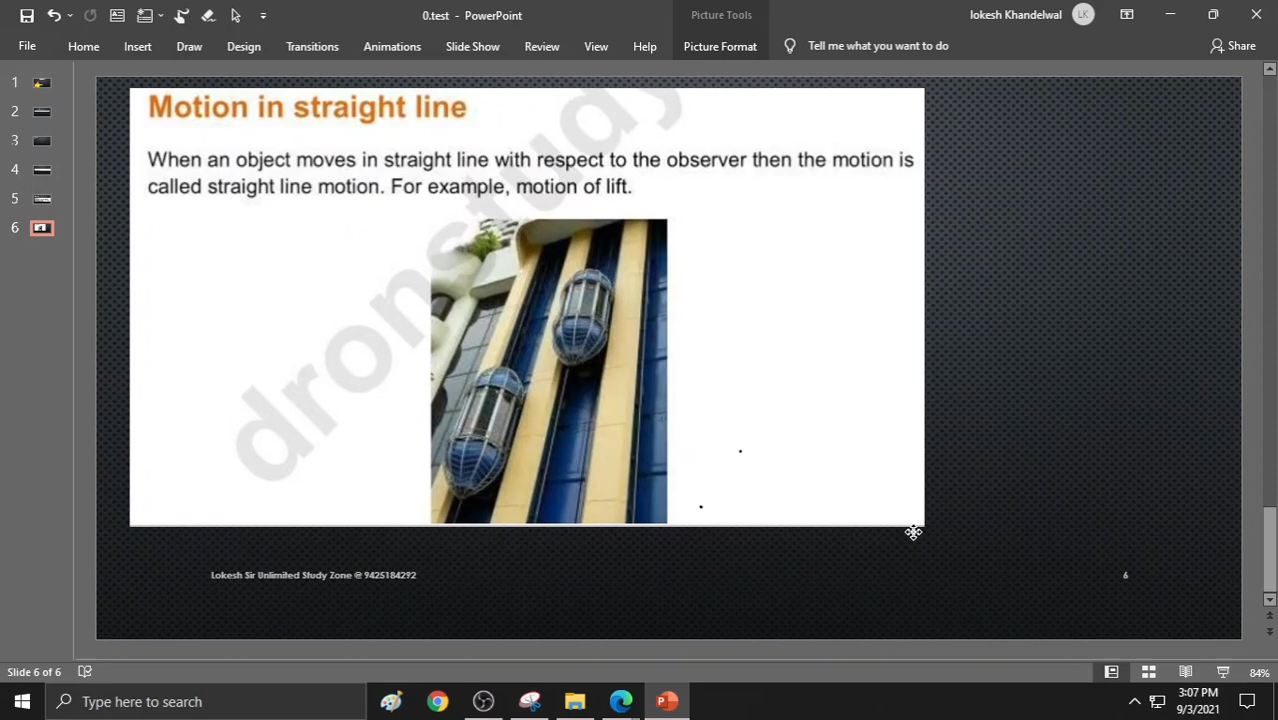 0.test - PowerPoint
Picture Tools
lokesh Khandelwal
LK
File
Home
Insert
Draw
Design
Transitions
Animations
Slide Show
Review
View
Help
Picture Format
Tell me what you want to do
Share
1
2
3
4
5
6
Motion in straight line
When an object moves in straight line with respect to the observer then the motion is
called straight line motion. For example, motion of lift.
dronstudy
Lokesh Sir Unlimited Study Zone @ 9425184292
6
Slide 6 of 6
84%
Type here to search
3:07 PM
9/3/2021